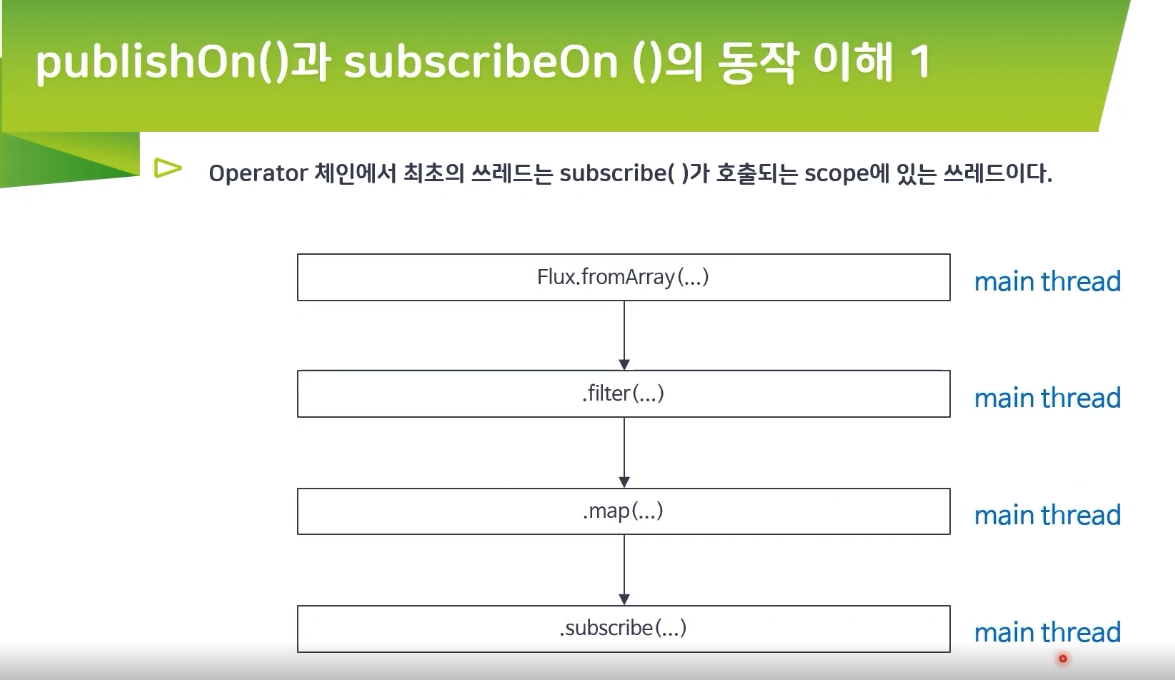 publishOn()과 subscribeOn ()의 동작 이해 1
Operator 체인에서 최초의 쓰레드는 subscribe( )가 호출되는 scope에 있는 쓰레드이다.
Flux.fromArray(...)
main thread
.filter(...)
main thread
.map(...)
main thread
.subscribe(...)
main thread